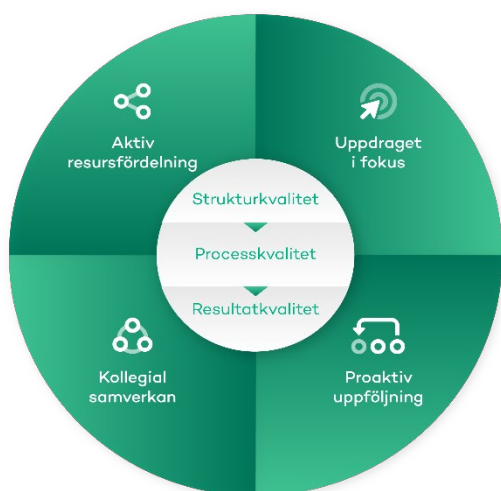 Aktiv
resursfördelning
Uppdraget
i fokus
Strukturkvalitet
Processkvalitet
Resultatkvalitet
Kollegial
samverkan
Proaktiv
uppföljning